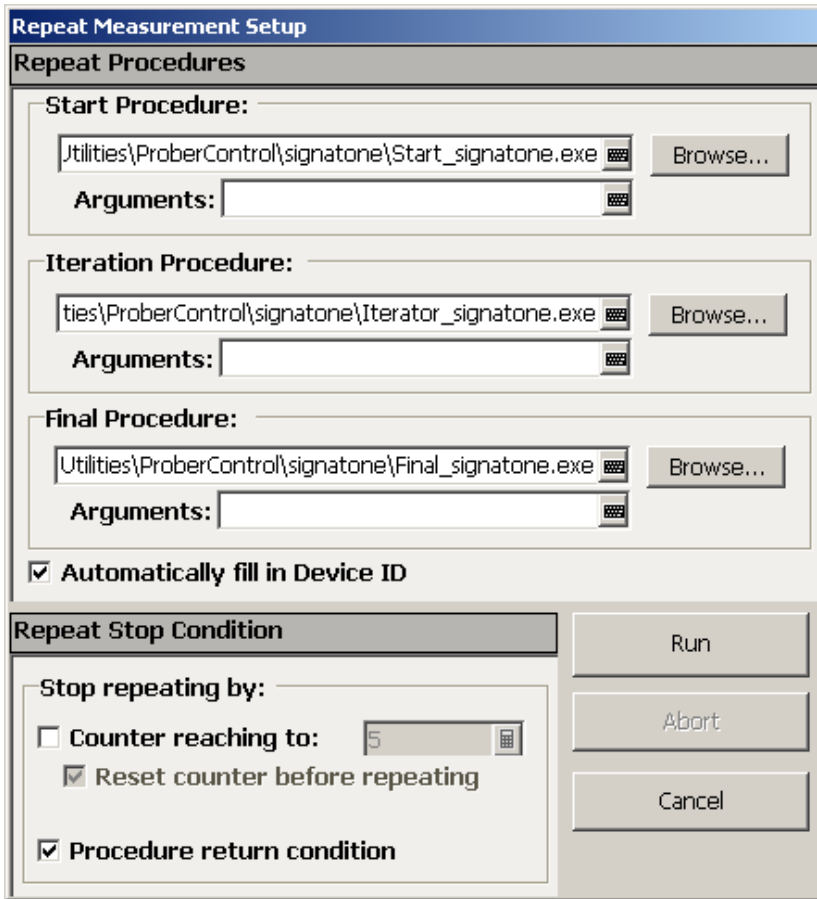 Repeat Measurement Setup
Repeat Procedures
Start Procedure:
Utilities\ProberControl\signatone\Start_signatone.exe Browse...
Arguments:
Iteration Procedure:
ties\ProberControl\signatone\Iterator_signatone.exe Browse...
Arguments:
Final Procedure:
Utilities\ProberControl\signatone\Final_signatone.exe Browse...
Arguments:
Automatically fill in Device ID
Repeat Stop Condition
Run
Stop repeating by:
Counter reaching to: 5
Abort
Reset counter before repeating
Cancel
Procedure return condition